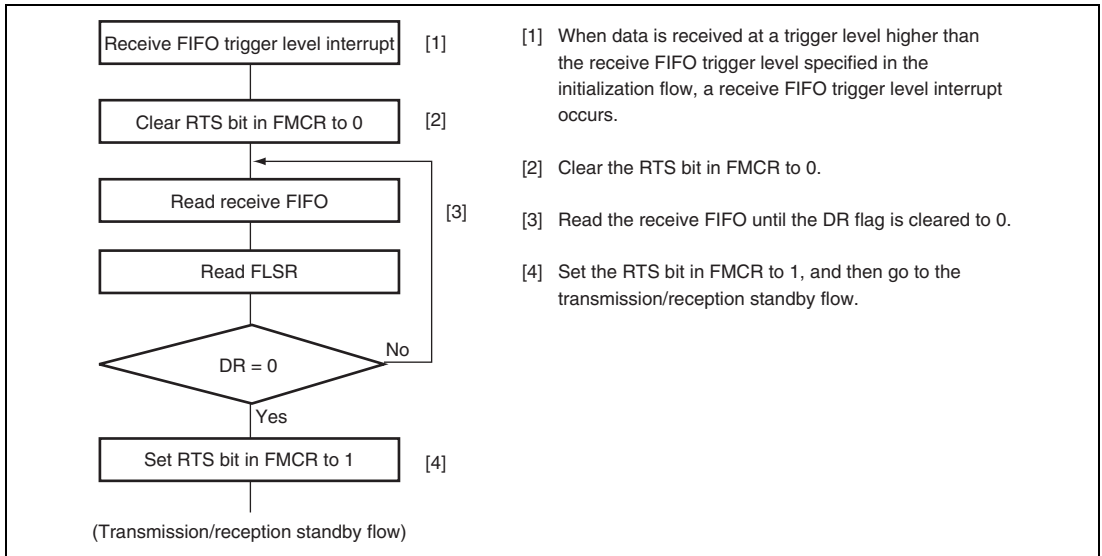 Receive FIFO trigger level interrupt
[1]
Clear RTS bit in FMCR to 0
[2]
Read receive FIFO
[3]
Read FLSR
DR = 0
No
Yes
Set RTS bit in FMCR to 1
[4]
(Transmission/reception standby flow)
[1] When data is received at a trigger level higher than
the receive FIFO trigger level specified in the
initialization flow, a receive FIFO trigger level interrupt
occurs.
[2] Clear the RTS bit in FMCR to 0.
[3] Read the receive FIFO until the DR flag is cleared to 0.
[4] Set the RTS bit in FMCR to 1, and then go to the
transmission/reception standby flow.